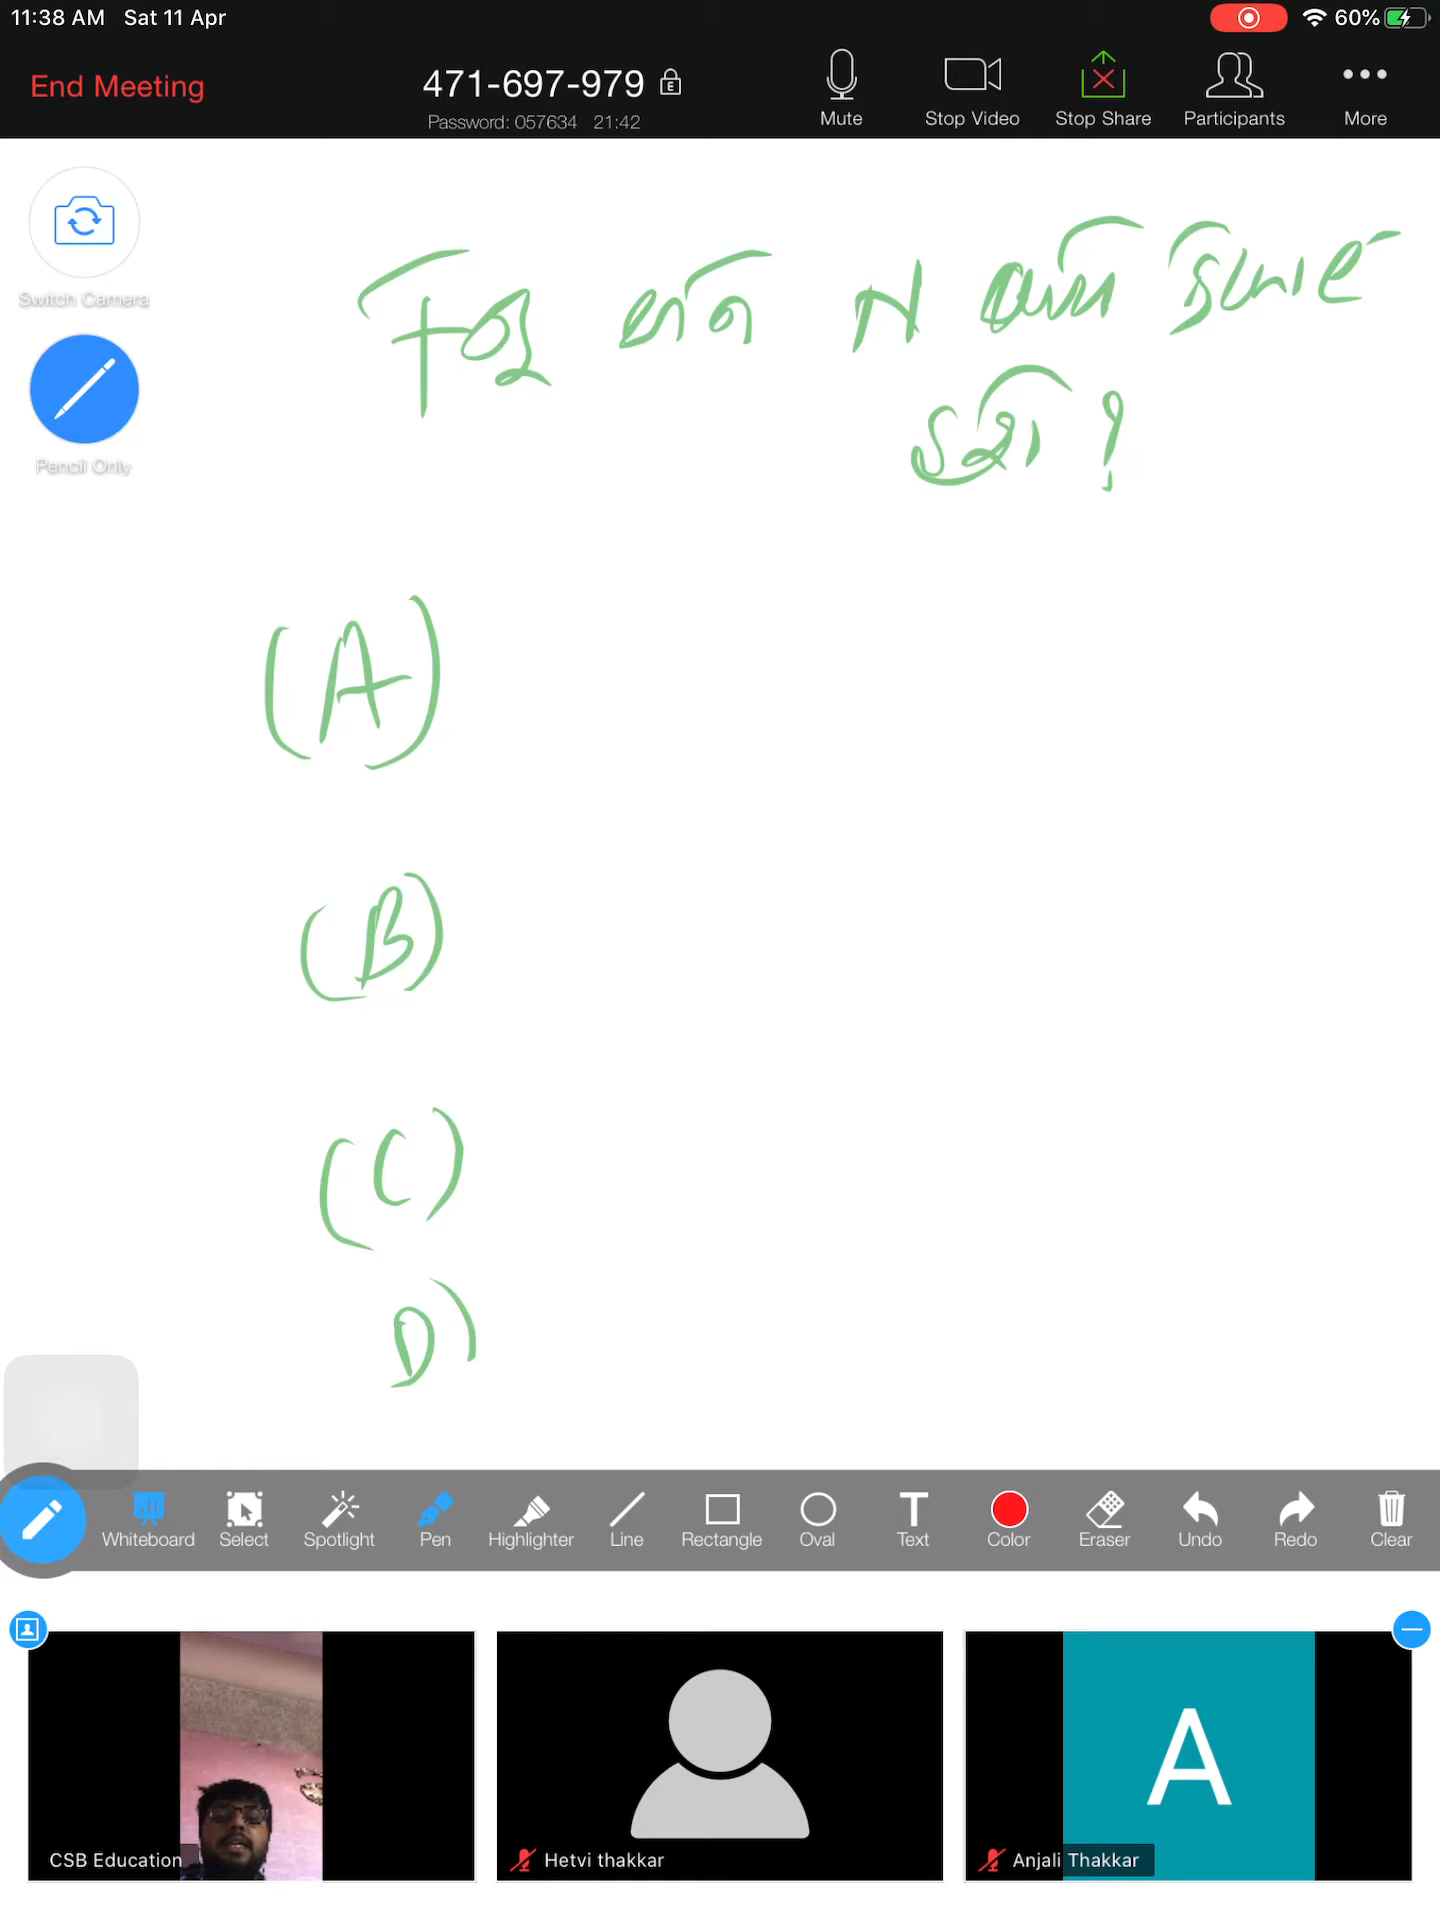 11:38 AM Sat 11 Apr 60%
End Meeting
471-697-979
Password: 057634 21:42
Mute
Stop Video
Stop Share
Participants
More
Switch Camera
Pencil Only
N
?
(A)
(B)
(C)
D)
Whiteboard
Select
Spotlight
Pen
Highlighter
Line
Rectangle
Oval
Text
Color
Eraser
Undo
Redo
Clear
CSB Education
Hetvi thakkar
A
Anjali Thakkar